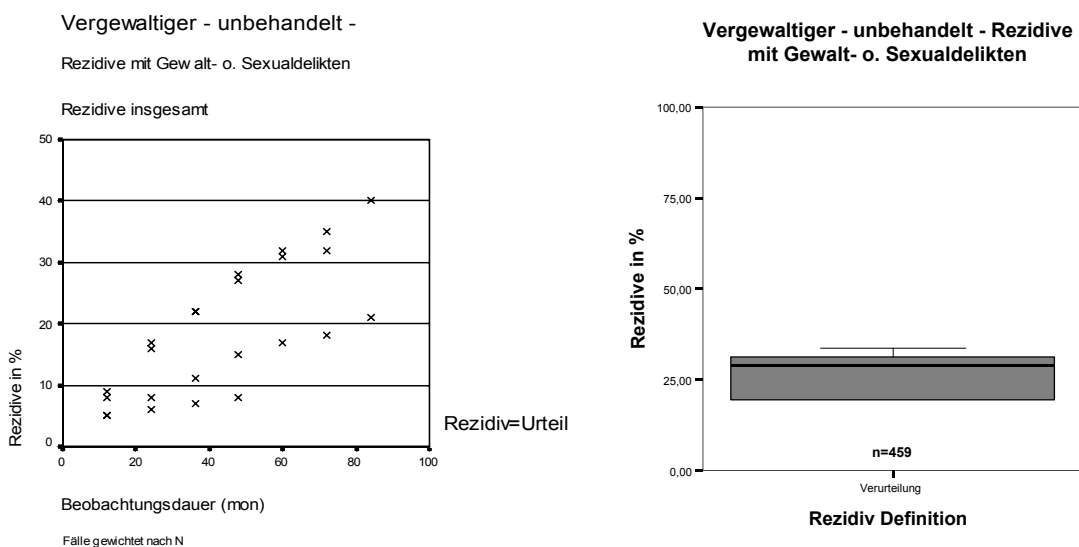 Vergewaltiger - unbehandelt -
Rezidive mit Gewalt- o. Sexualdelikten
Rezidive insgesamt
50
40
30
20
10
0
Rezidive in %
0 20 40 60 80 100
Rezidiv=Urteil
Beobachtungsdauer (mon)
Fälle gewichtet nach N
Vergewaltiger - unbehandelt - Rezidive
mit Gewalt- o. Sexualdelikten
100,00
75,00
50,00
25,00
0,00
Rezidive in %
n=459
Verurteilung
Rezidiv Definition